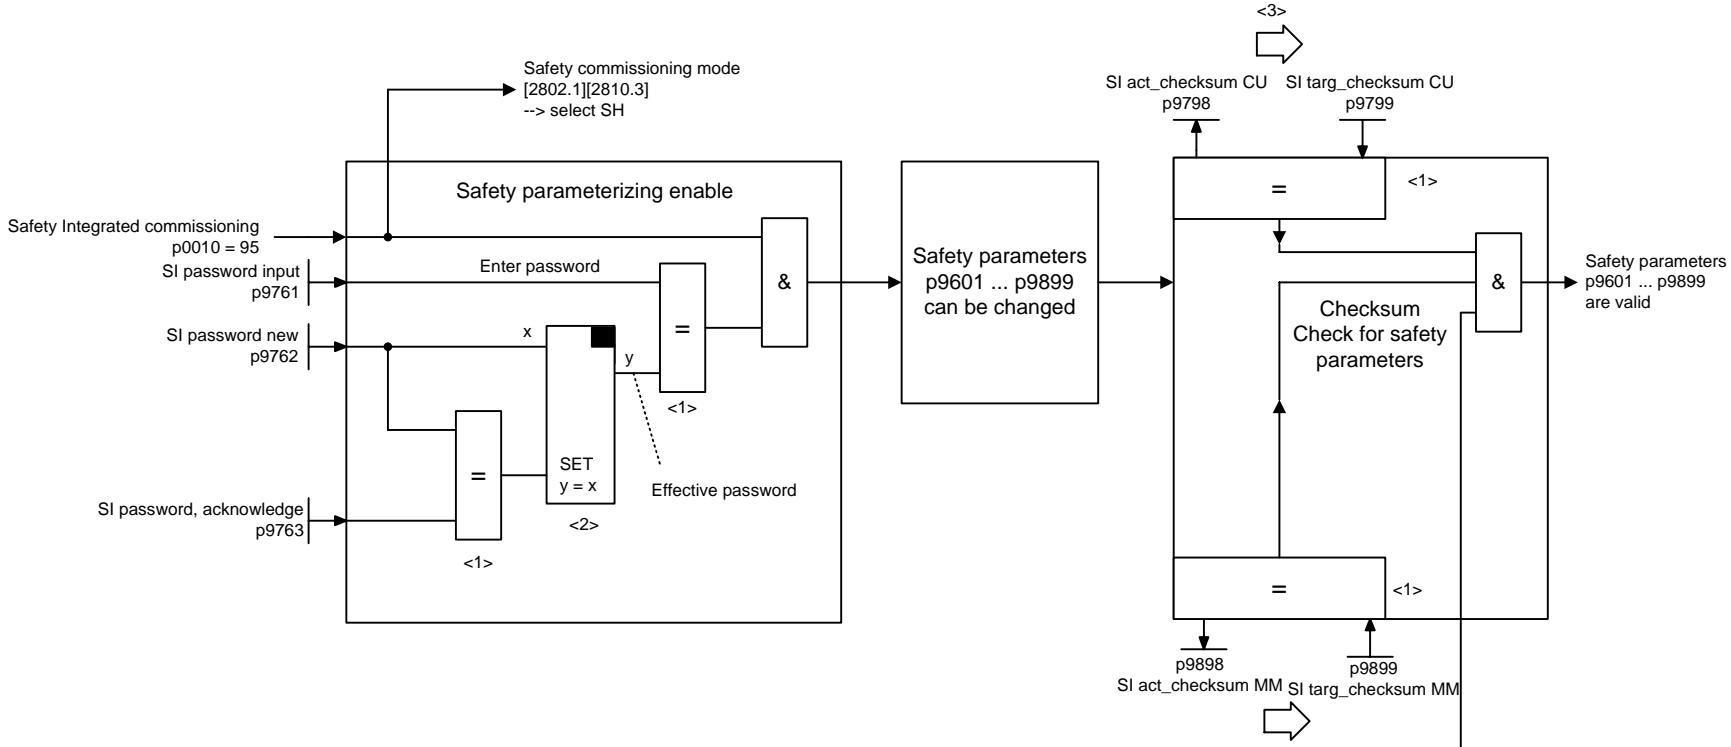 <3>
Safety commissioning mode
[2802.1][2810.3]
--> select SH
SI act_checksum CU
p9798
SI targ_checksum CU
p9799
Safety parameterizing enable
=
<1>
Safety Integrated commissioning
p0010 = 95
SI password input
p9761
Enter password
&
Safety parameters
p9601 ... p9899
can be changed
&
Safety parameters
p9601 ... p9899
are valid
Checksum
Check for safety
parameters
SI password new
p9762
x
y
=
<1>
=
<1>
SET
y = x
<2>
Effective password
SI password, acknowledge
p9763
=
<1>
p9898
SI act_checksum MM
p9899
SI targ_checksum MM